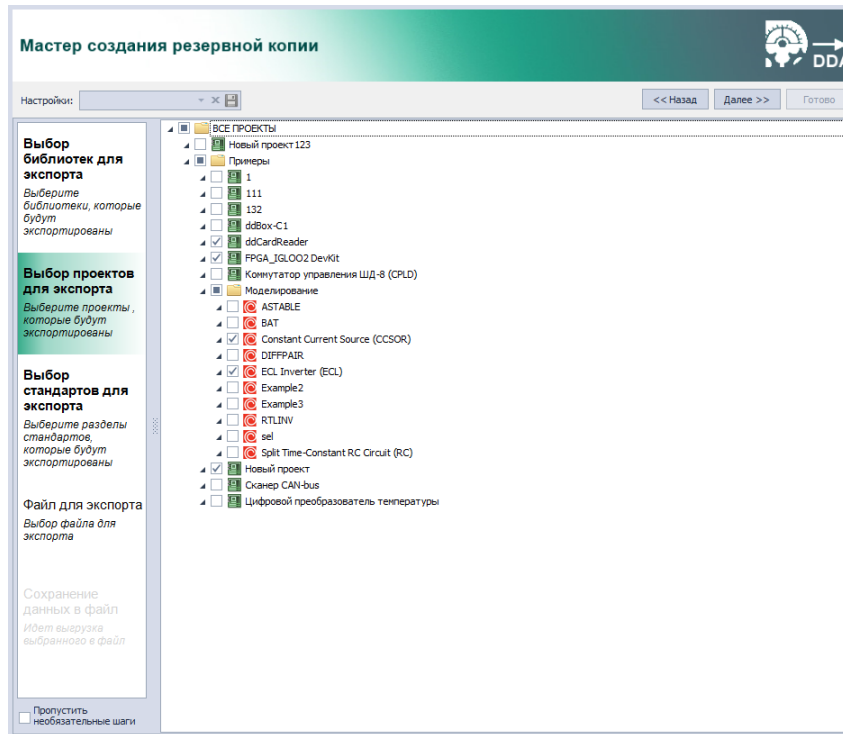 Мастер создания резервной копии
Настройки:
<< Назад
Далее >>
Готово
Выбор
библиотек для
экспорта
Выберите
библиотеки, которые
будут
экспортированы
Выбор проектов
для экспорта
Выберите проекты ,
которые будут
экспортированы
Выбор
стандартов для
экспорта
Выберите разделы
стандартов,
которые будут
экспортированы
Файл для экспорта
Выбор файла для
экспорта
Сохранение
данных в файл
Идет выгрузка
выбранного в файл
Пропустить
необязательные шаги
ВСЕ ПРОЕКТЫ
Новый проект123
Примеры
1
111
132
ddBox-C1
ddCardReader
FPGA_IGLOO2 DevKit
Коммутатор управления ШД-8 (CPLD)
Моделирование
ASTABLE
BAT
Constant Current Source (CCSOR)
DIFFPAIR
ECL Inverter (ECL)
Example2
Example3
RTLINV
sel
Split Time-Constant RC Circuit (RC)
Новый проект
Сканер CAN-bus
Цифровой преобразователь температуры